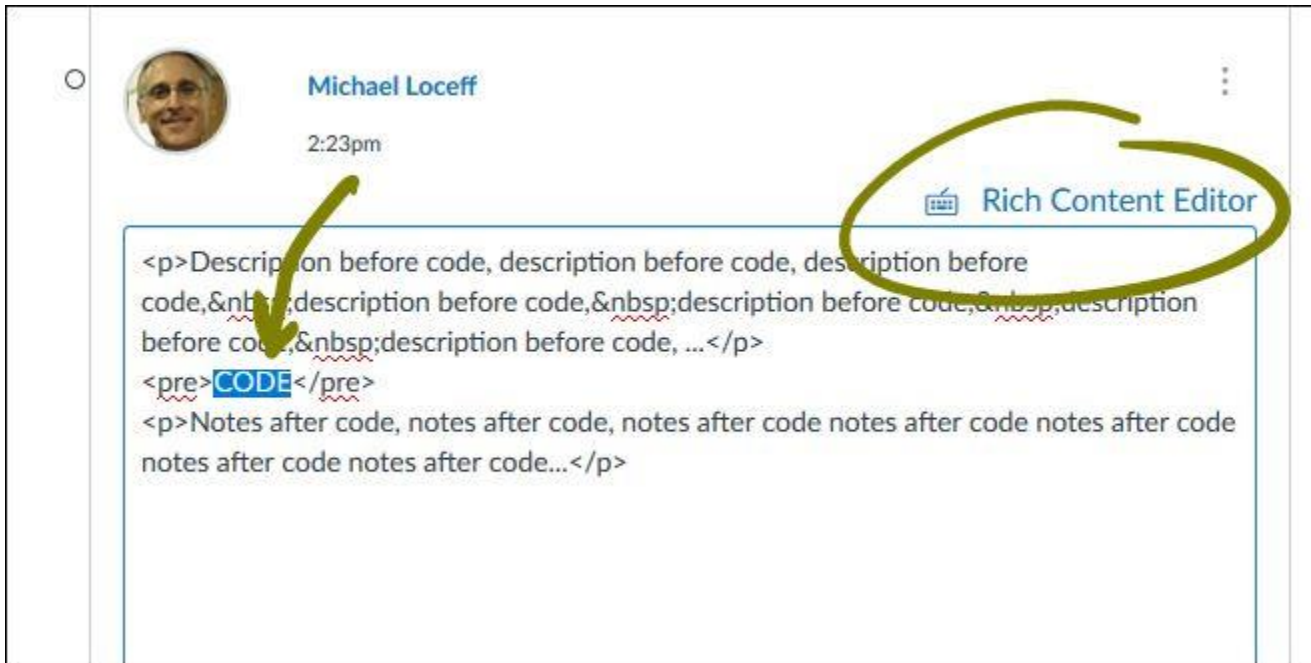 Michael Loceff
2:23pm
Rich Content Editor
<p>Description before code, description before code, description before
code,&nbsp;description before code,&nbsp;description before code,&nbsp;description
before code,&nbsp;description before code, ...</p>
<pre>CODE</pre>
<p>Notes after code, notes after code, notes after code notes after code notes after code
notes after code notes after code...</p>